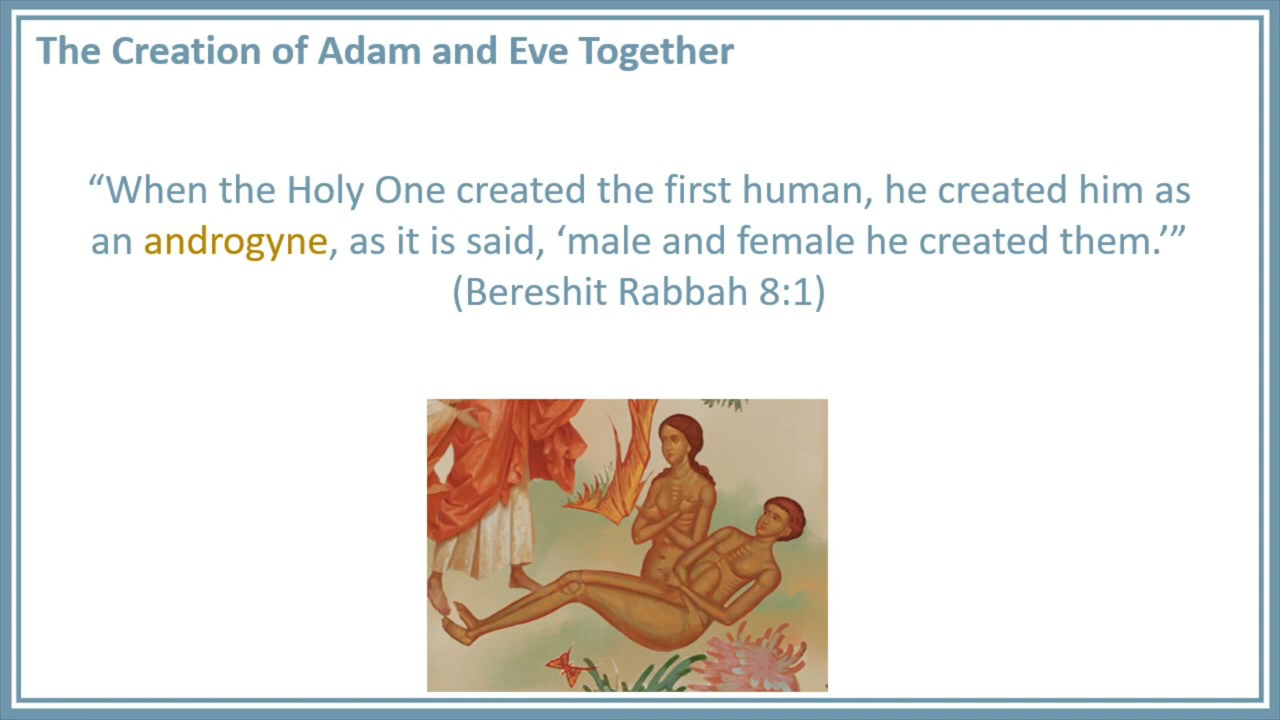 The Creation of Adam and Eve Together
“When the Holy One created the first human, he created him as
an androgyne, as it is said, ‘male and female he created them.’”
(Bereshit Rabbah 8:1)